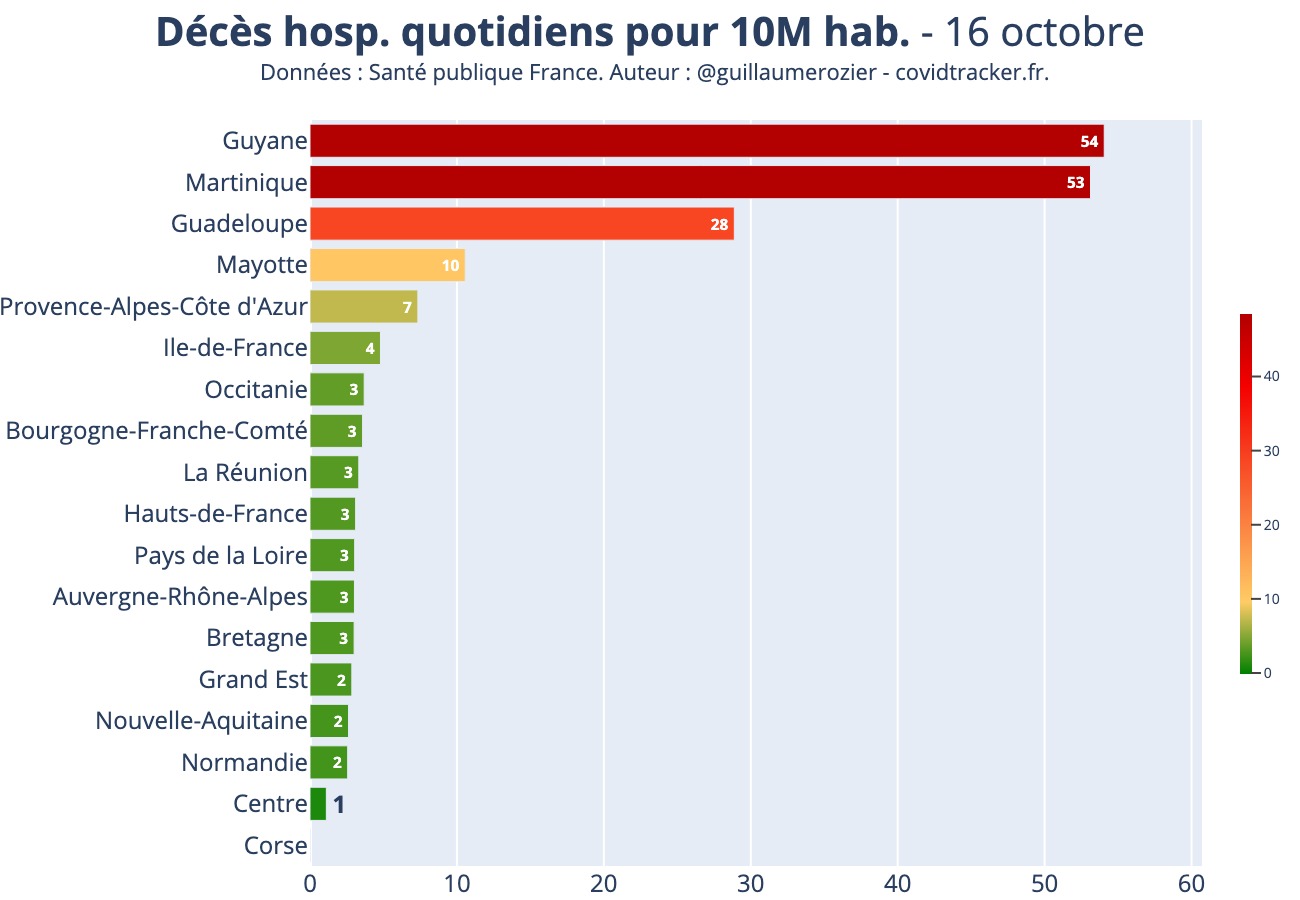 Décès hosp. quotidiens pour 10M hab. - 16 octobre
Données : Santé publique France. Auteur : @guillaumerozier - covidtracker.fr.
Guyane 54
Martinique 53
Guadeloupe 28
Mayotte 10
Provence-Alpes-Côte d'Azur 7
Ile-de-France 4
Occitanie 3
Bourgogne-Franche-Comté 3
La Réunion 3
Hauts-de-France 3
Pays de la Loire 3
Auvergne-Rhône-Alpes 3
Bretagne 3
Grand Est 2
Nouvelle-Aquitaine 2
Normandie 2
Centre 1
Corse
0 10 20 30 40 50 60
40
30
20
10
0